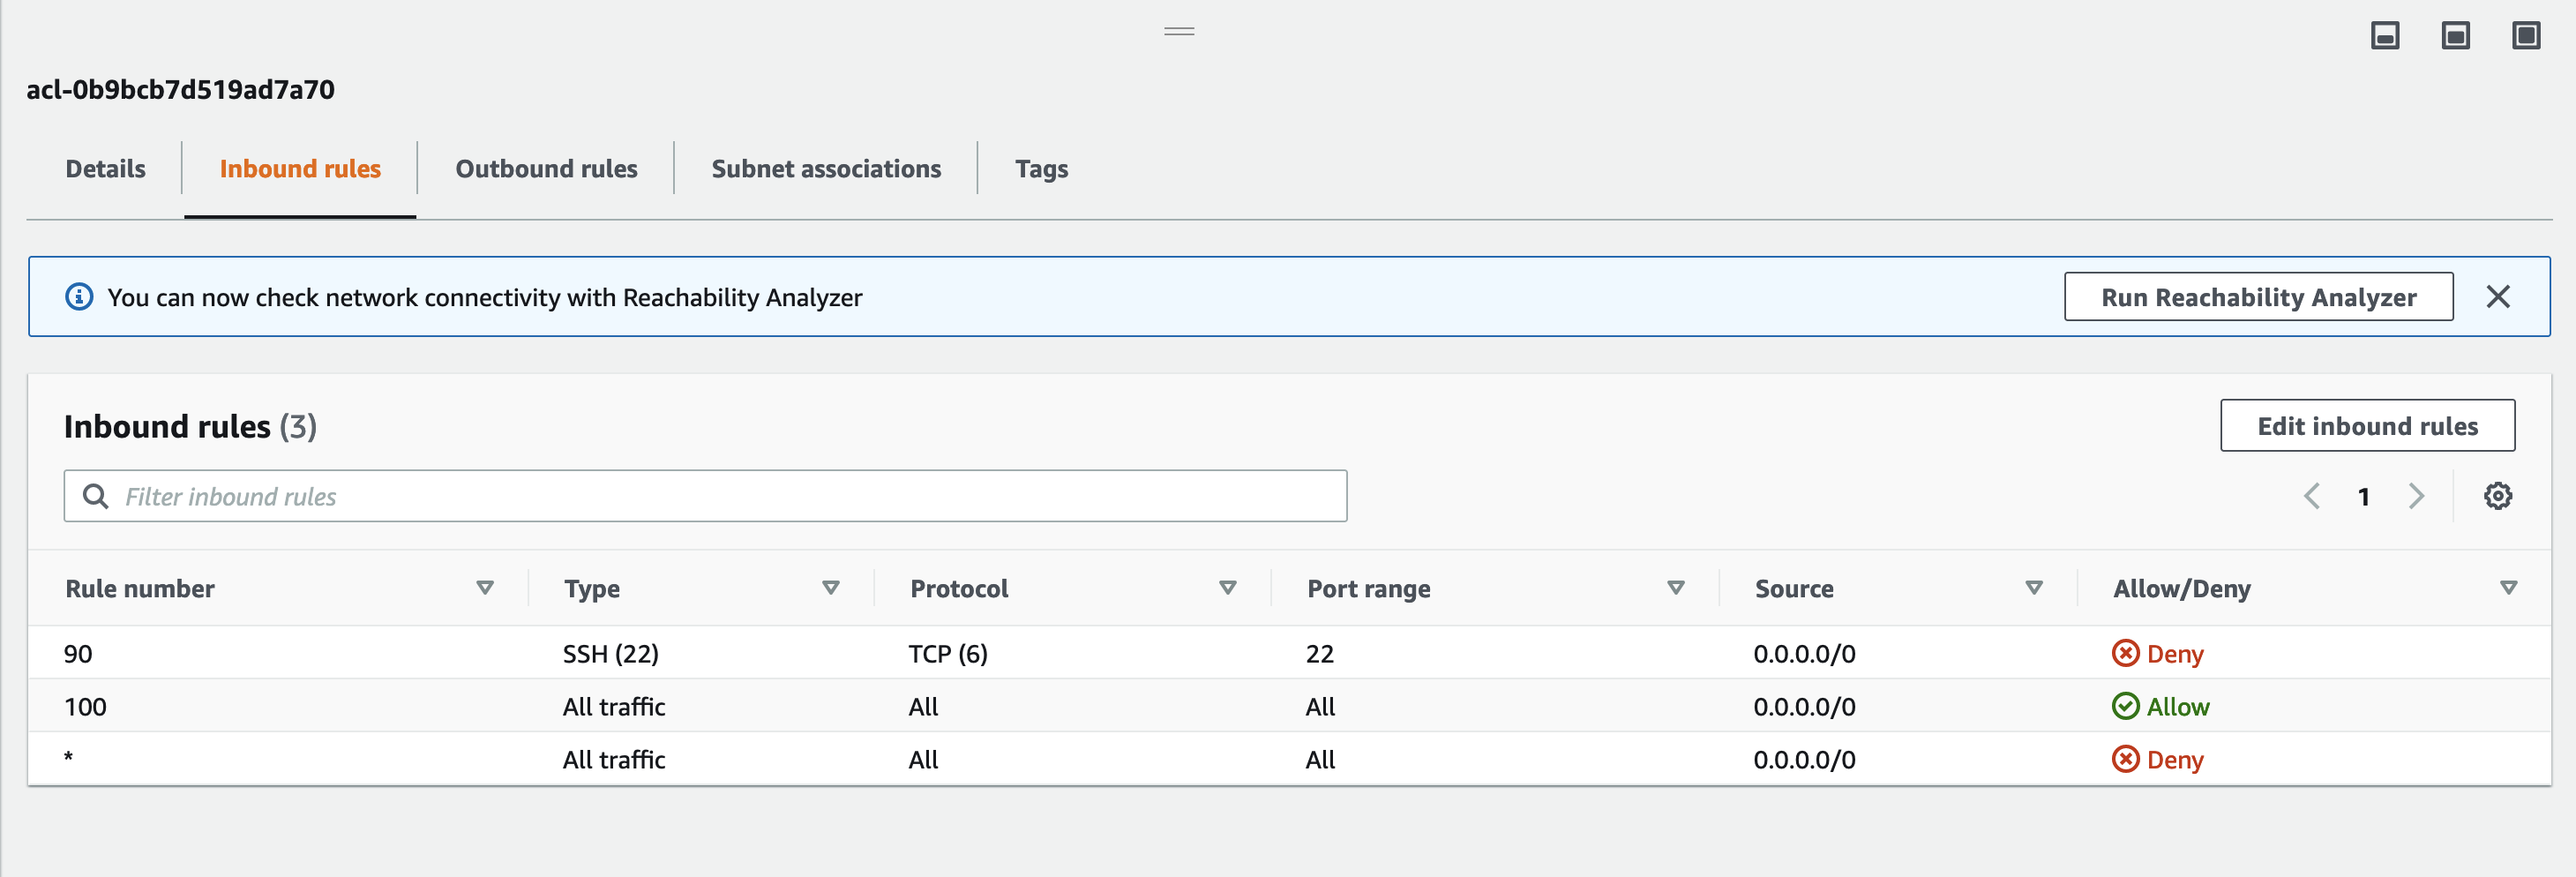 acl-0b9bcb7d519ad7a70
Details Inbound rules Outbound rules Subnet associations Tags
You can now check network connectivity with Reachability Analyzer Run Reachability Analyzer
Inbound rules (3) Edit inbound rules
Filter inbound rules 1
Rule number Type Protocol Port range Source Allow/Deny
90 SSH (22) TCP (6) 22 0.0.0.0/0 Deny
100 All traffic All All 0.0.0.0/0 Allow
* All traffic All All 0.0.0.0/0 Deny